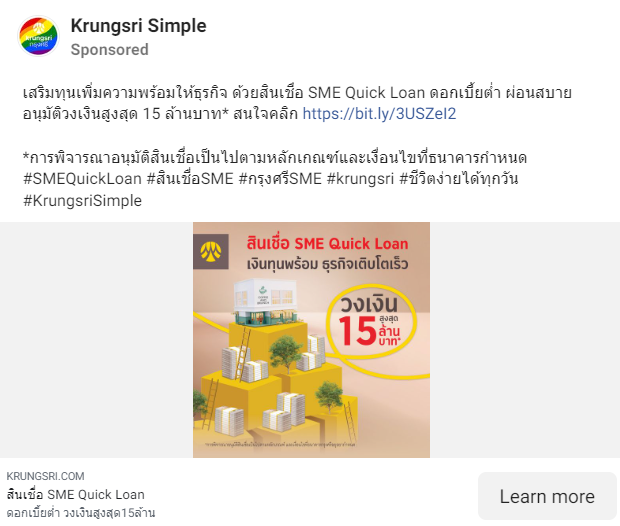 krungsri
กรุงศรี
Krungsri Simple
Sponsored
เสริมทุนเพิ่มความพร้อมให้ธุรกิจ ด้วยสินเชื่อ SME Quick Loan ดอกเบี้ยต่ำ ผ่อนสบาย
อนุมัติวงเงินสูงสุด 15 ล้านบาท* สนใจคลิก https://bit.ly/3USZeI2
*การพิจารณาอนุมัติสินเชื่อเป็นไปตามหลักเกณฑ์และเงื่อนไขที่ธนาคารกำหนด
#SMEQuickLoan #สินเชื่อSME #กรุงศรีSME #krungsri #ชีวิตง่ายได้ทุกวัน
#KrungsriSimple
สินเชื่อ SME Quick Loan
เงินทุนพร้อม ธุรกิจเติบโตเร็ว
วงเงิน
สูงสุด
15 ล้านบาท*
KRUNGSRI.COM
สินเชื่อ SME Quick Loan
ดอกเบี้ยต่ำ วงเงินสูงสุด15ล้าน
Learn more